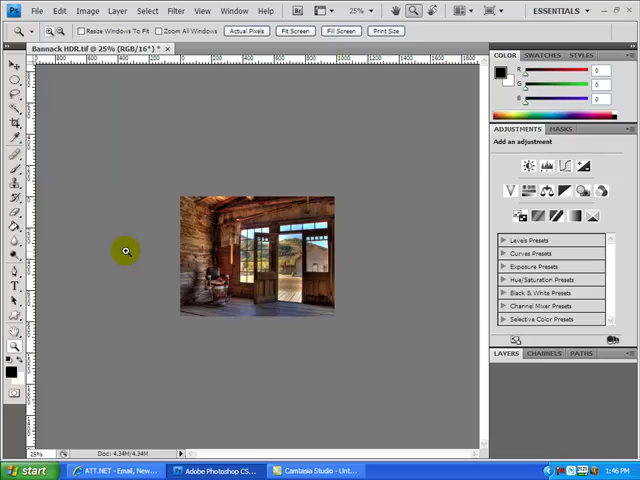 Ps File Edit Image Layer Select Filter View Window Help Br 25% ESSENTIALS
Resize Windows To Fit Zoom All Windows Actual Pixels Fit Screen Fill Screen Print Size
Bannack HDR.tif @ 25% (RGB/16*) * ×
COLOR SWATCHES STYLES
R 0
G 0
B 0
ADJUSTMENTS MASKS
Add an adjustment
Levels Presets
Curves Presets
Exposure Presets
Hue/Saturation Presets
Black & White Presets
Channel Mixer Presets
Selective Color Presets
LAYERS CHANNELS PATHS
25% Doc: 4.34M/4.34M
start ATT.NET - Email, New... Adobe Photoshop CS... Camtasia Studio - Unt... 1:46 PM